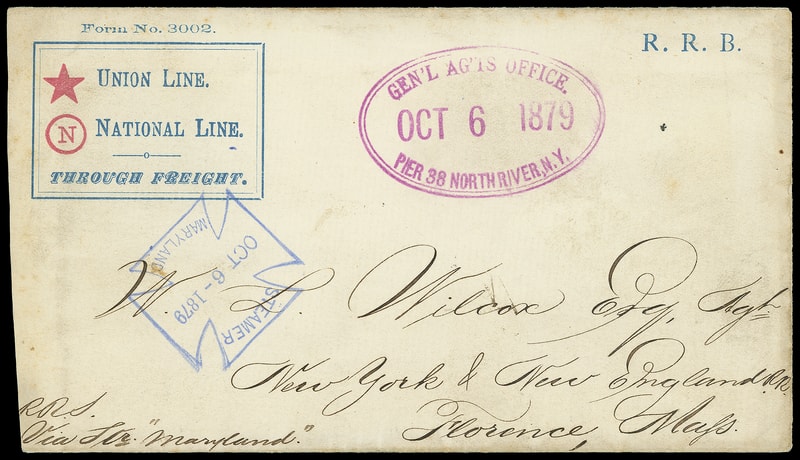 Form No. 3002.
R. R. B.
UNION LINE.
N NATIONAL LINE.
THROUGH FREIGHT.
GEN'L AG'TS OFFICE.
OCT 6 1879
PIER 38 NORTH RIVER, N.Y.
MARYLAND
OCT 6-1879
STEAMER
W. L. Wilcox Esq, Agt
New York & New England R.R.
Florence, Mass.
R.R.S.
Via Str. "Maryland."